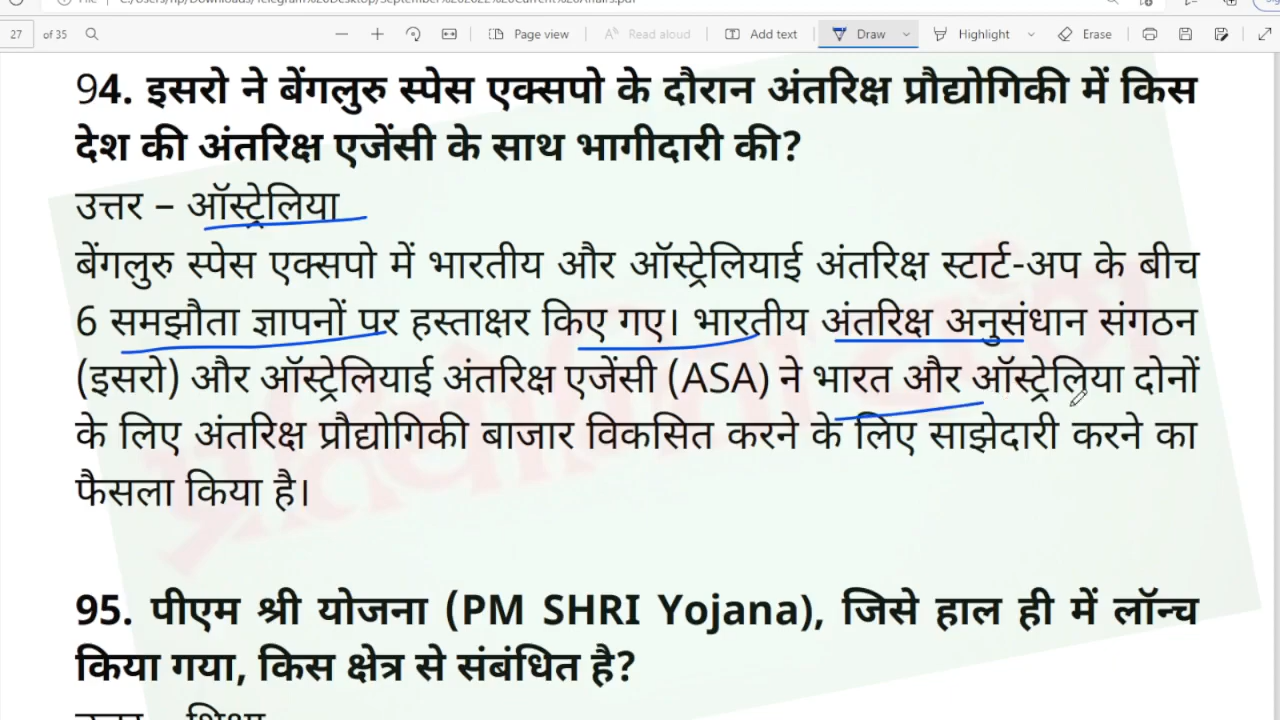 27 of 35 Page view Read aloud Add text Draw Highlight Erase
94. इसरो ने बेंगलुरु स्पेस एक्सपो के दौरान अंतरिक्ष प्रौद्योगिकी में किस
देश की अंतरिक्ष एजेंसी के साथ भागीदारी की?
उत्तर – ऑस्ट्रेलिया
बेंगलुरु स्पेस एक्सपो में भारतीय और ऑस्ट्रेलियाई अंतरिक्ष स्टार्ट-अप के बीच
6 समझौता ज्ञापनों पर हस्ताक्षर किए गए। भारतीय अंतरिक्ष अनुसंधान संगठन
(इसरो) और ऑस्ट्रेलियाई अंतरिक्ष एजेंसी (ASA) ने भारत और ऑस्ट्रेलिया दोनों
के लिए अंतरिक्ष प्रौद्योगिकी बाजार विकसित करने के लिए साझेदारी करने का
फैसला किया है।
95. पीएम श्री योजना (PM SHRI Yojana), जिसे हाल ही में लॉन्च
किया गया, किस क्षेत्र से संबंधित है?
उत्तर – शिक्षा